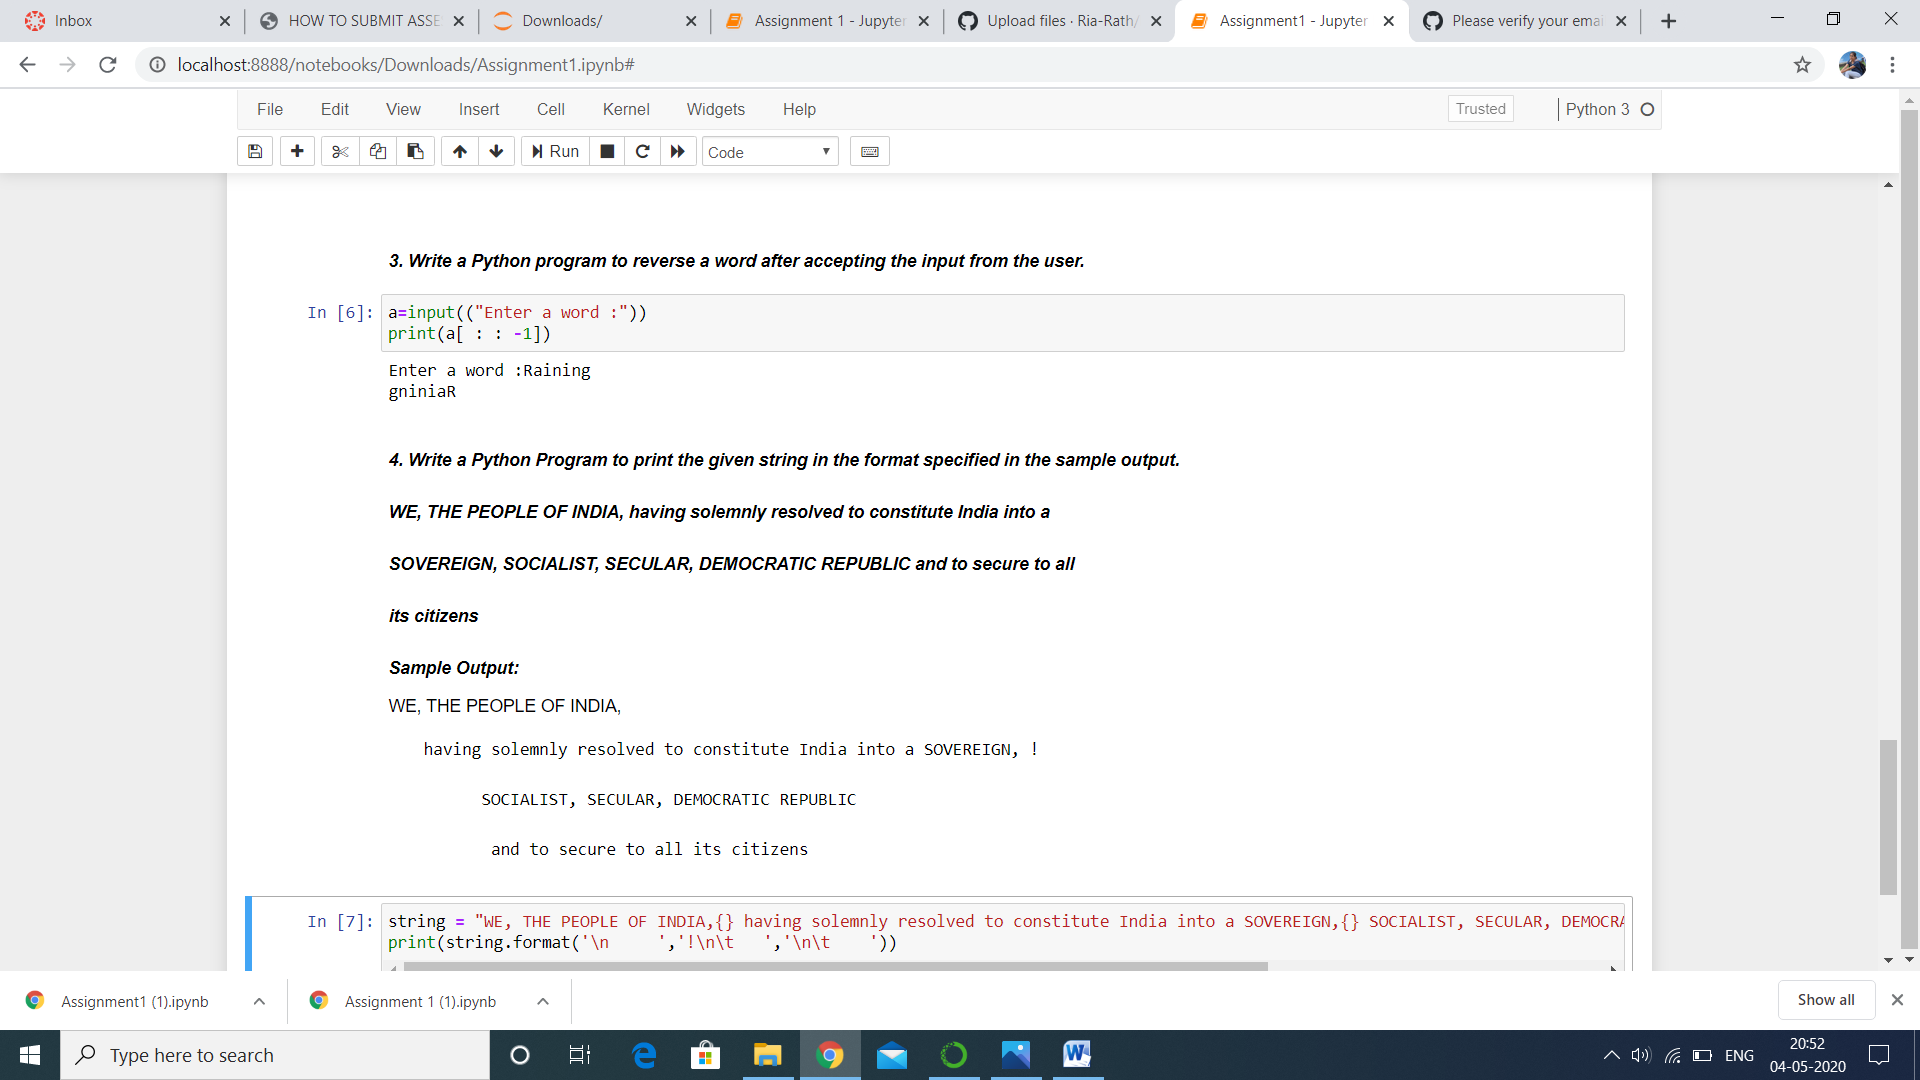 Inbox
HOW TO SUBMIT ASSE
Downloads/
Assignment 1 - Jupyter
Upload files · Ria-Rath/
Assignment1 - Jupyter
Please verify your emai
localhost:8888/notebooks/Downloads/Assignment1.ipynb#
File Edit View Insert Cell Kernel Widgets Help
Trusted
Python 3
Run
Code
3. Write a Python program to reverse a word after accepting the input from the user.
In [6]:
a=input(("Enter a word :"))
print(a[ : : -1])
Enter a word :Raining
gniniaR
4. Write a Python Program to print the given string in the format specified in the sample output.
WE, THE PEOPLE OF INDIA, having solemnly resolved to constitute India into a
SOVEREIGN, SOCIALIST, SECULAR, DEMOCRATIC REPUBLIC and to secure to all
its citizens
Sample Output:
WE, THE PEOPLE OF INDIA,
having solemnly resolved to constitute India into a SOVEREIGN, !
SOCIALIST, SECULAR, DEMOCRATIC REPUBLIC
and to secure to all its citizens
In [7]:
string = "WE, THE PEOPLE OF INDIA,{} having solemnly resolved to constitute India into a SOVEREIGN,{} SOCIALIST, SECULAR, DEMOCRA
print(string.format('\n     ','!\n\t   ','\n\t    '))
Assignment1 (1).ipynb
Assignment 1 (1).ipynb
Show all
Type here to search
ENG
20:52
04-05-2020